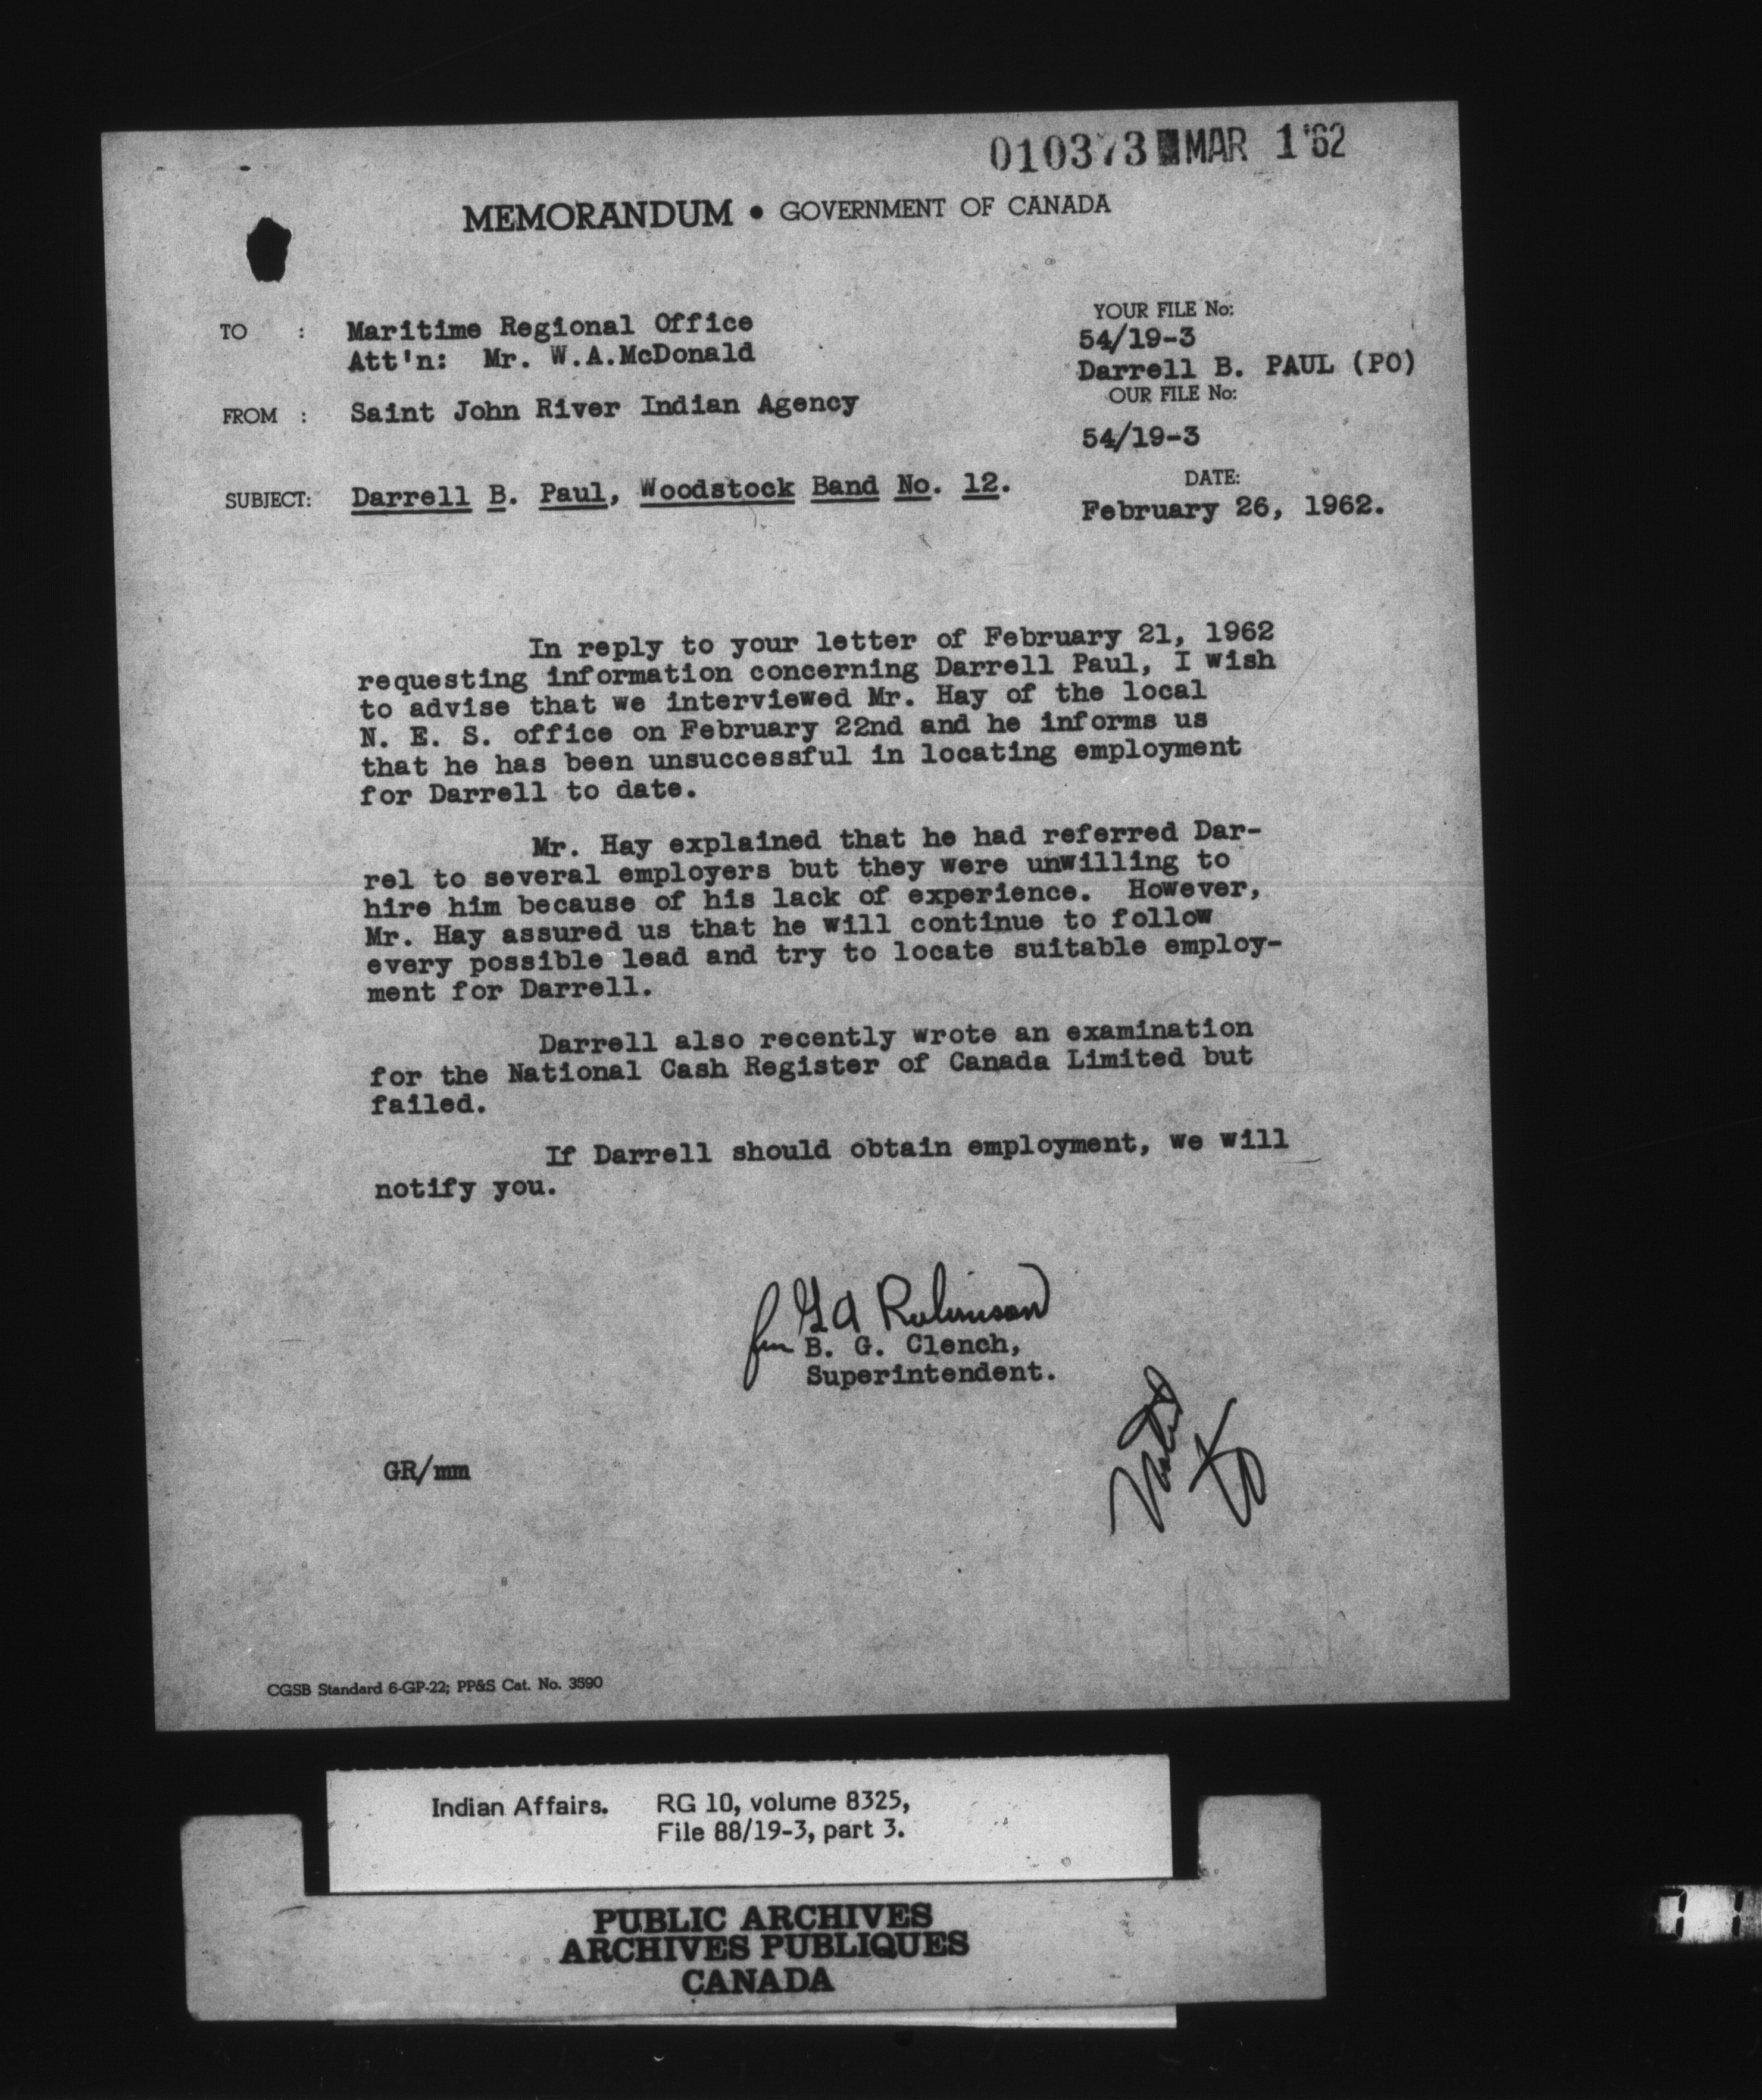 010373 MAR 1 '62
MEMORANDUM • GOVERNMENT OF CANADA
TO : Maritime Regional Office
Att'n: Mr. W.A.McDonald
YOUR FILE No:
54/19-3
Darrell B. PAUL (PO)
FROM : Saint John River Indian Agency
OUR FILE No:
54/19-3
SUBJECT: Darrell B. Paul, Woodstock Band No. 12.
DATE:
February 26, 1962.
In reply to your letter of February 21, 1962
requesting information concerning Darrell Paul, I wish
to advise that we interviewed Mr. Hay of the local
N. E. S. office on February 22nd and he informs us
that he has been unsuccessful in locating employment
for Darrell to date.
Mr. Hay explained that he had referred Dar-
rel to several employers but they were unwilling to
hire him because of his lack of experience. However,
Mr. Hay assured us that he will continue to follow
every possible lead and try to locate suitable employ-
ment for Darrell.
Darrell also recently wrote an examination
for the National Cash Register of Canada Limited but
failed.
If Darrell should obtain employment, we will
notify you.
for G A Robinson
B. G. Clench,
Superintendent.
GR/mm
CGSB Standard 6-GP-22; PP&S Cat. No. 3590
Indian Affairs. RG 10, volume 8325,
File 88/19-3, part 3.
PUBLIC ARCHIVES
ARCHIVES PUBLIQUES
CANADA